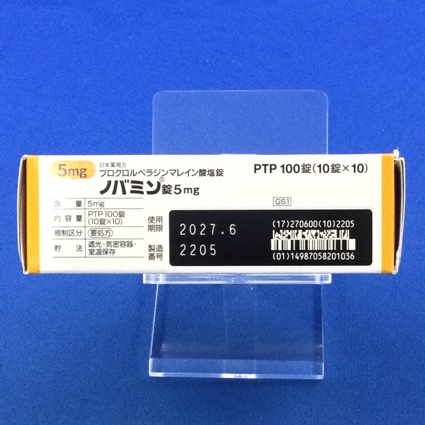 5mg
日本薬局方
プロクロルペラジンマレイン酸塩錠
ノバミン®錠5mg
PTP 100錠(10錠×10)
含 量 5mg
内容量 PTP100錠
(10錠×10)
規制区分 要処方
貯 法 遮光・気密容器・
室温保存
使用
期限 2027.6
製造
番号 2205
GS1
(17)270600(10)2205
(01)14987058201036